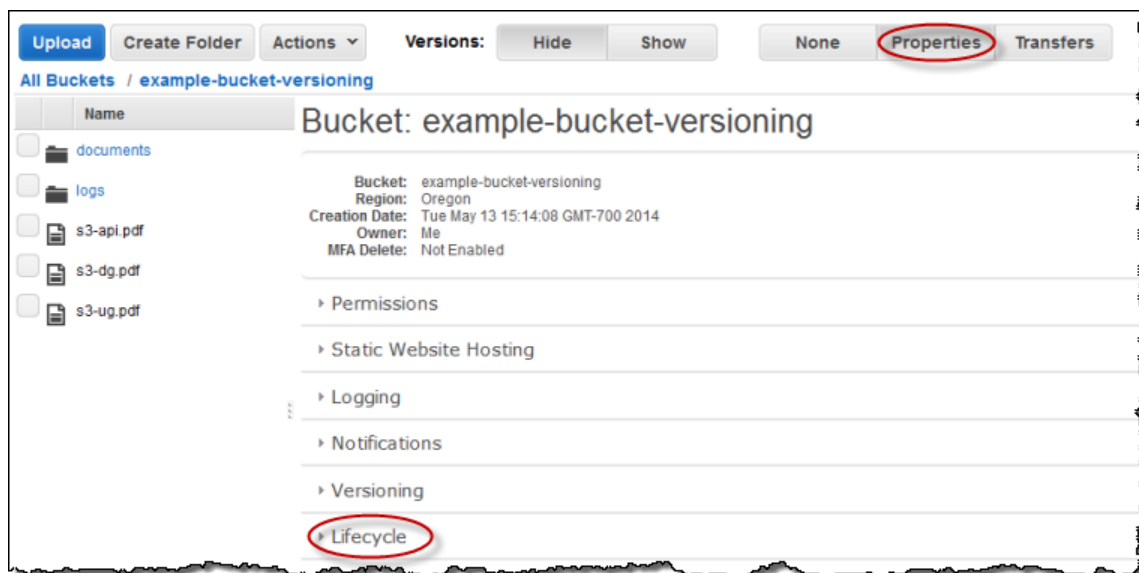 Upload Create Folder Actions Versions: Hide Show None Properties Transfers
All Buckets / example-bucket-versioning
Name
documents
logs
s3-api.pdf
s3-dg.pdf
s3-ug.pdf
Bucket: example-bucket-versioning
Bucket: example-bucket-versioning
Region: Oregon
Creation Date: Tue May 13 15:14:08 GMT-700 2014
Owner: Me
MFA Delete: Not Enabled
Permissions
Static Website Hosting
Logging
Notifications
Versioning
Lifecycle